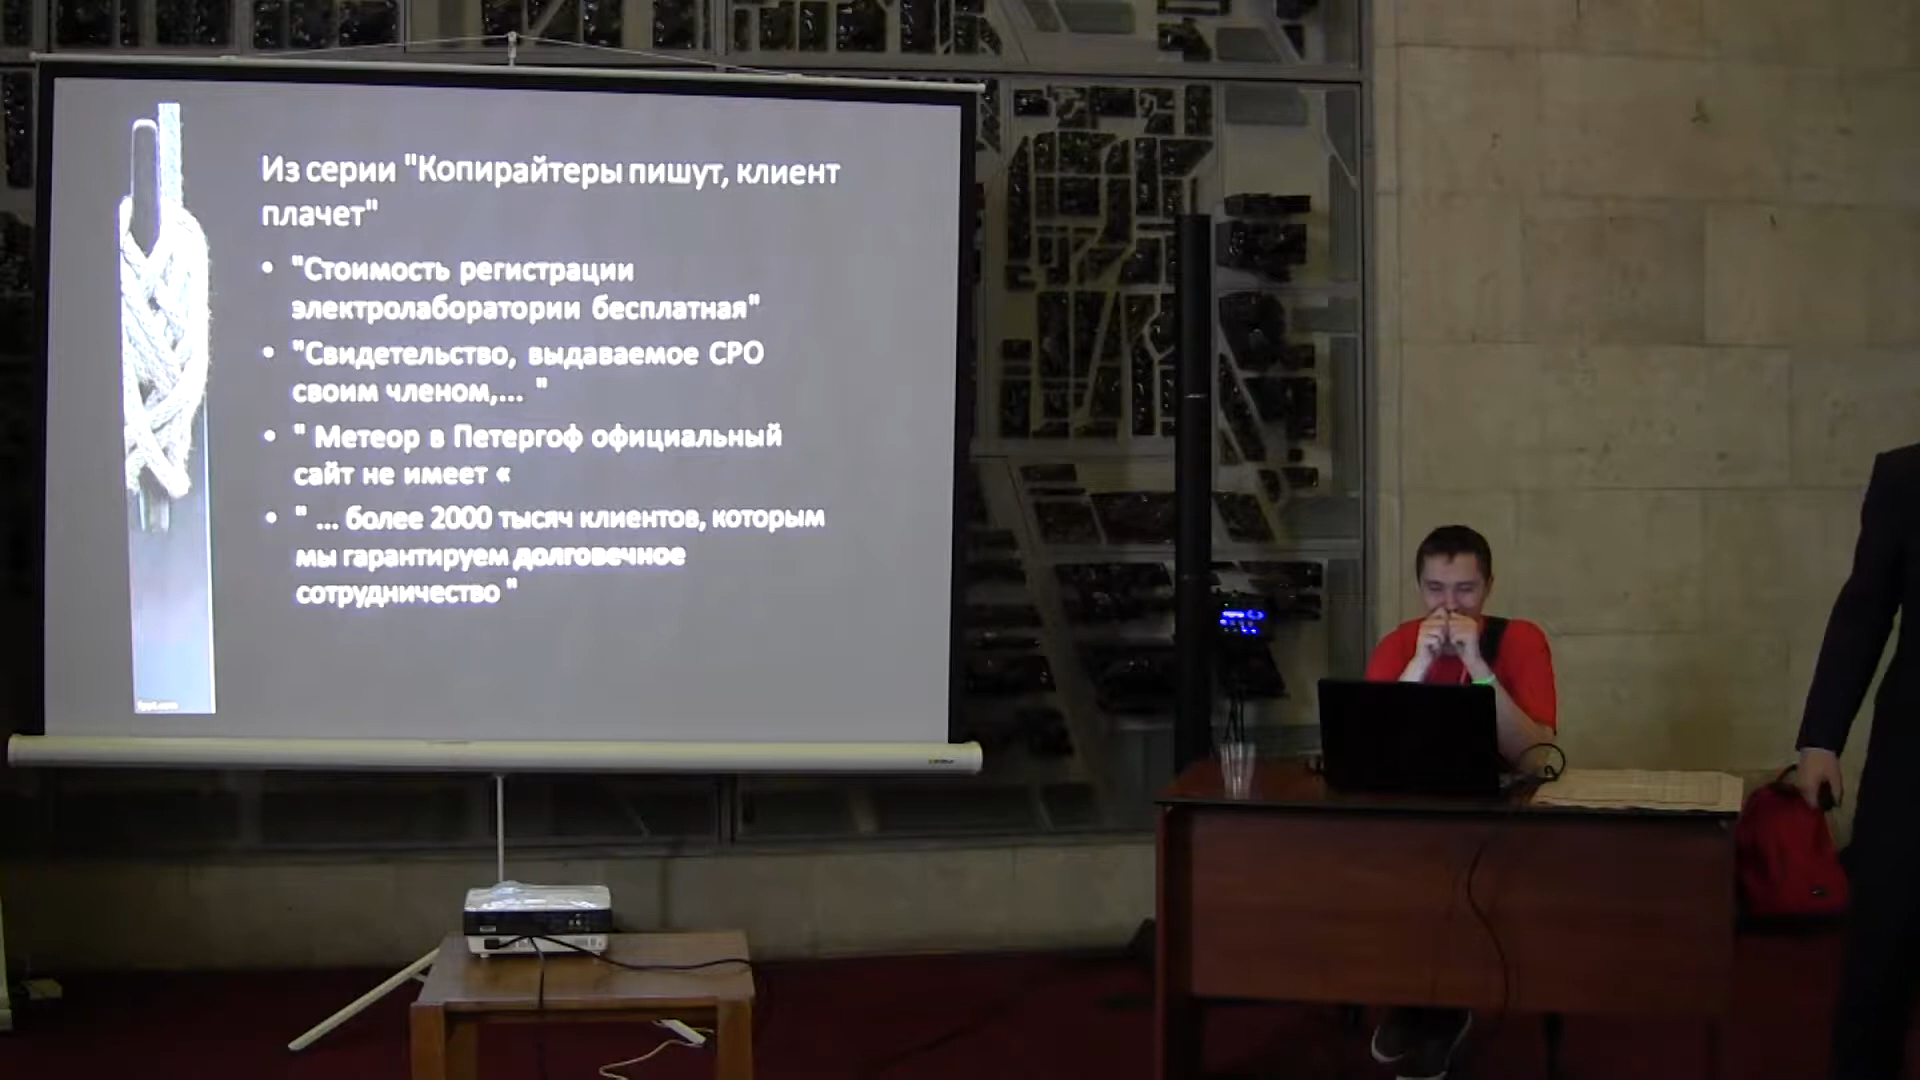 Из серии "Копирайтеры пишут, клиент
плачет"
• "Стоимость регистрации
электролаборатории бесплатная"
• "Свидетельство, выдаваемое СРО
своим членом,... "
• " Метеор в Петергоф официальный
сайт не имеет «
• " ... более 2000 тысяч клиентов, которым
мы гарантируем долговечное
сотрудничество "